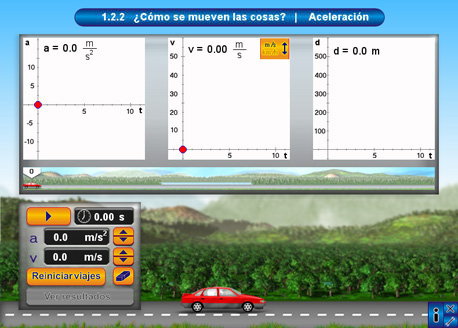 1.2.2 ¿Cómo se mueven las cosas? | Aceleración
a
a = 0.0 m/s²
10
5
-5
-10
5
10 t
v
v = 0.00 m/s
m/s
50
40
30
20
10
5
10 t
d
d = 0.0 m
500
400
300
200
100
5
10 t
0
0.00 s
a 0.0 m/s²
v 0.0 m/s
Reiniciar viajes
Ver resultados
i